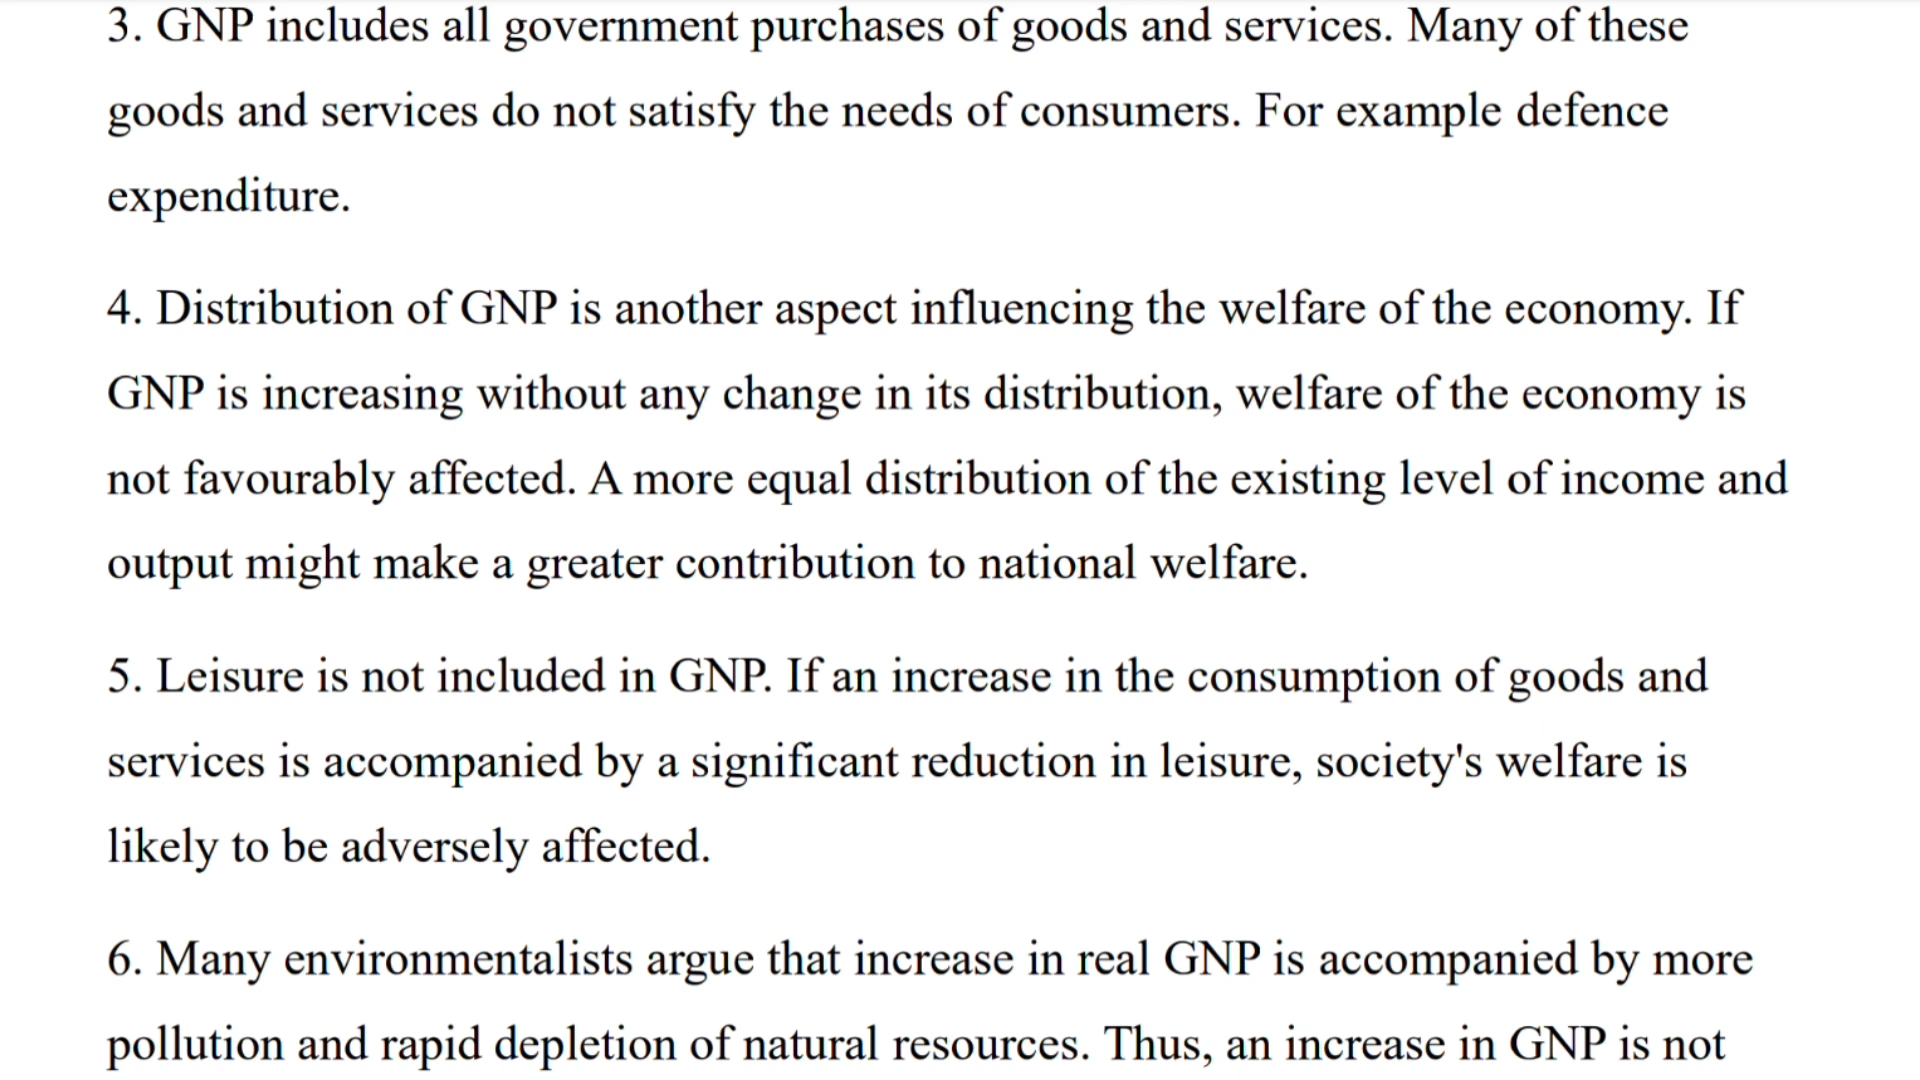 3. GNP includes all government purchases of goods and services. Many of these
goods and services do not satisfy the needs of consumers. For example defence
expenditure.
4. Distribution of GNP is another aspect influencing the welfare of the economy. If
GNP is increasing without any change in its distribution, welfare of the economy is
not favourably affected. A more equal distribution of the existing level of income and
output might make a greater contribution to national welfare.
5. Leisure is not included in GNP. If an increase in the consumption of goods and
services is accompanied by a significant reduction in leisure, society's welfare is
likely to be adversely affected.
6. Many environmentalists argue that increase in real GNP is accompanied by more
pollution and rapid depletion of natural resources. Thus, an increase in GNP is not